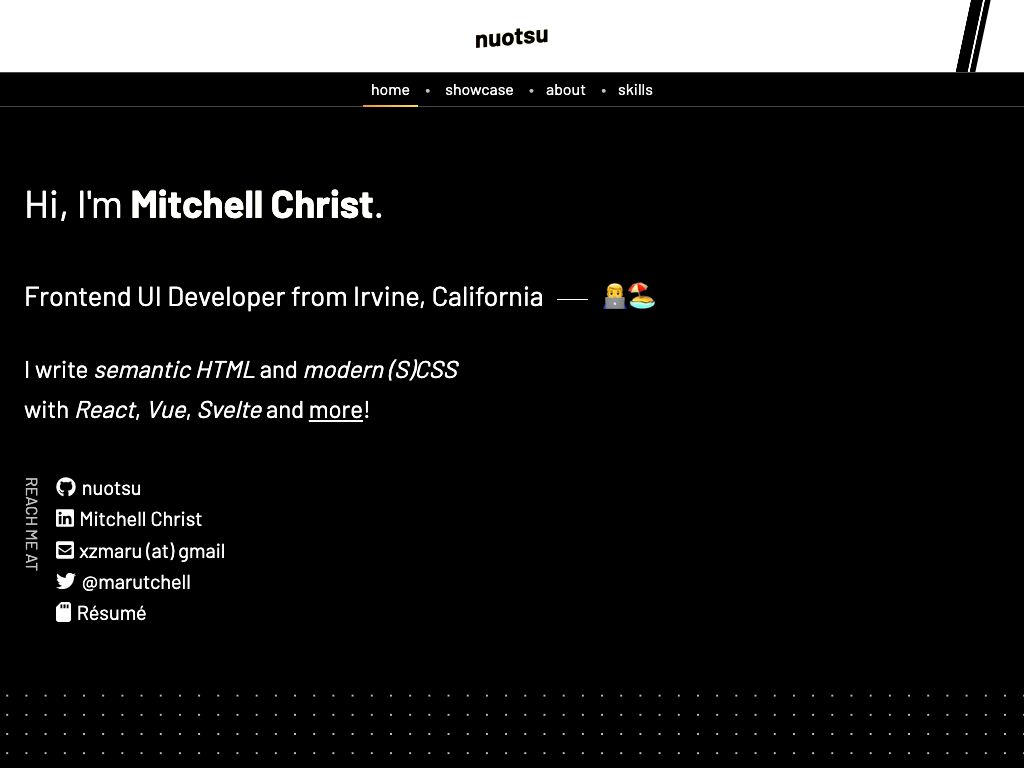 nuotsu
home • showcase • about • skills
Hi, I'm Mitchell Christ.
Frontend UI Developer from Irvine, California — 👨‍💻🏖️
I write semantic HTML and modern (S)CSS
with React, Vue, Svelte and more!
REACH ME AT
nuotsu
Mitchell Christ
xzmaru (at) gmail
@marutchell
Résumé